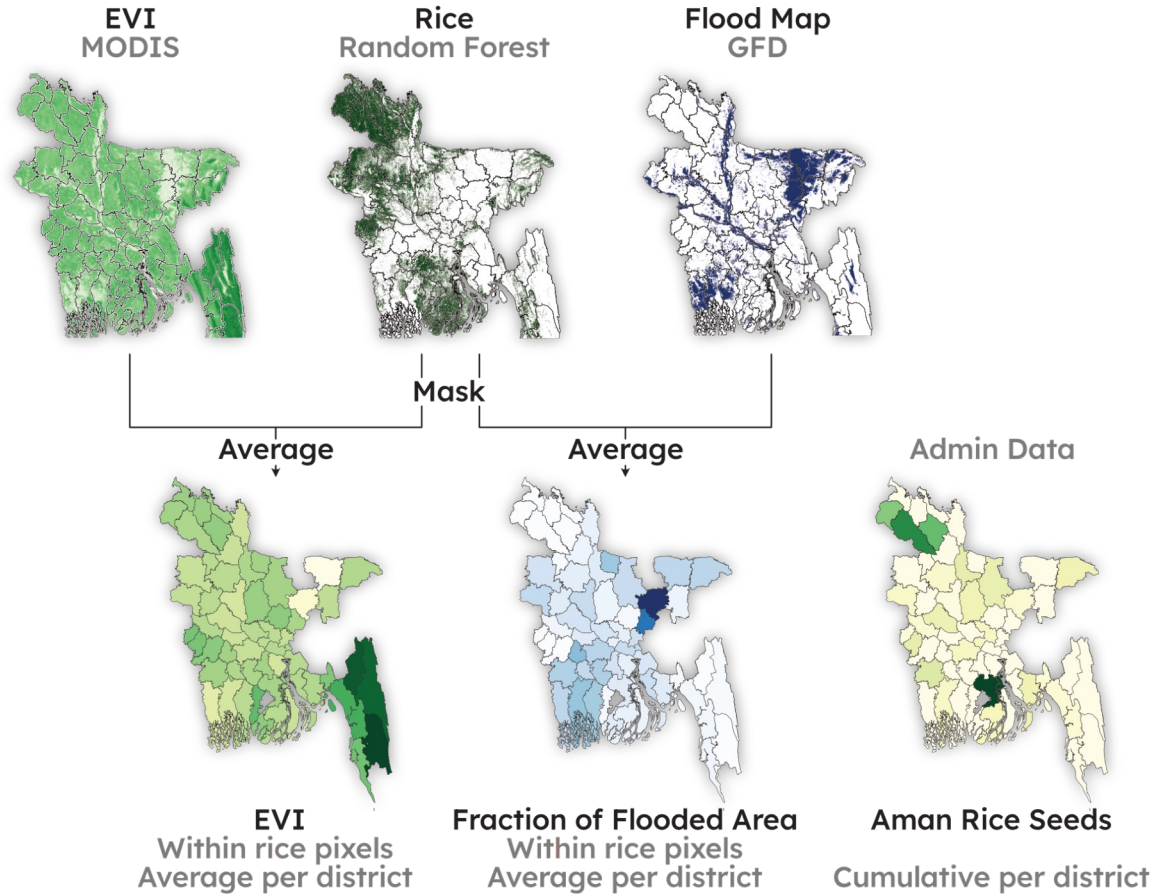 EVI
MODIS
Rice
Random Forest
Flood Map
GFD
Mask
Average
Average
Admin Data
EVI
Within rice pixels
Average per district
Fraction of Flooded Area
Within rice pixels
Average per district
Aman Rice Seeds
Cumulative per district